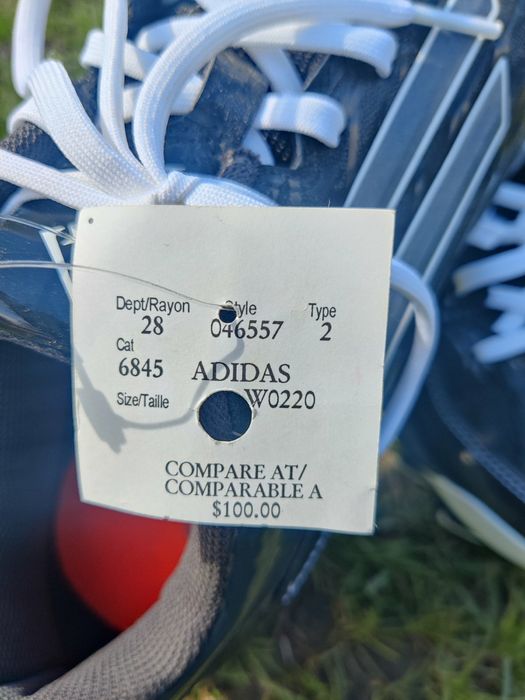 Dept/Rayon Style Type
28 046557 2
Cat
6845 ADIDAS
Size/Taille W0220
COMPARE AT/
COMPARABLE A
$100.00